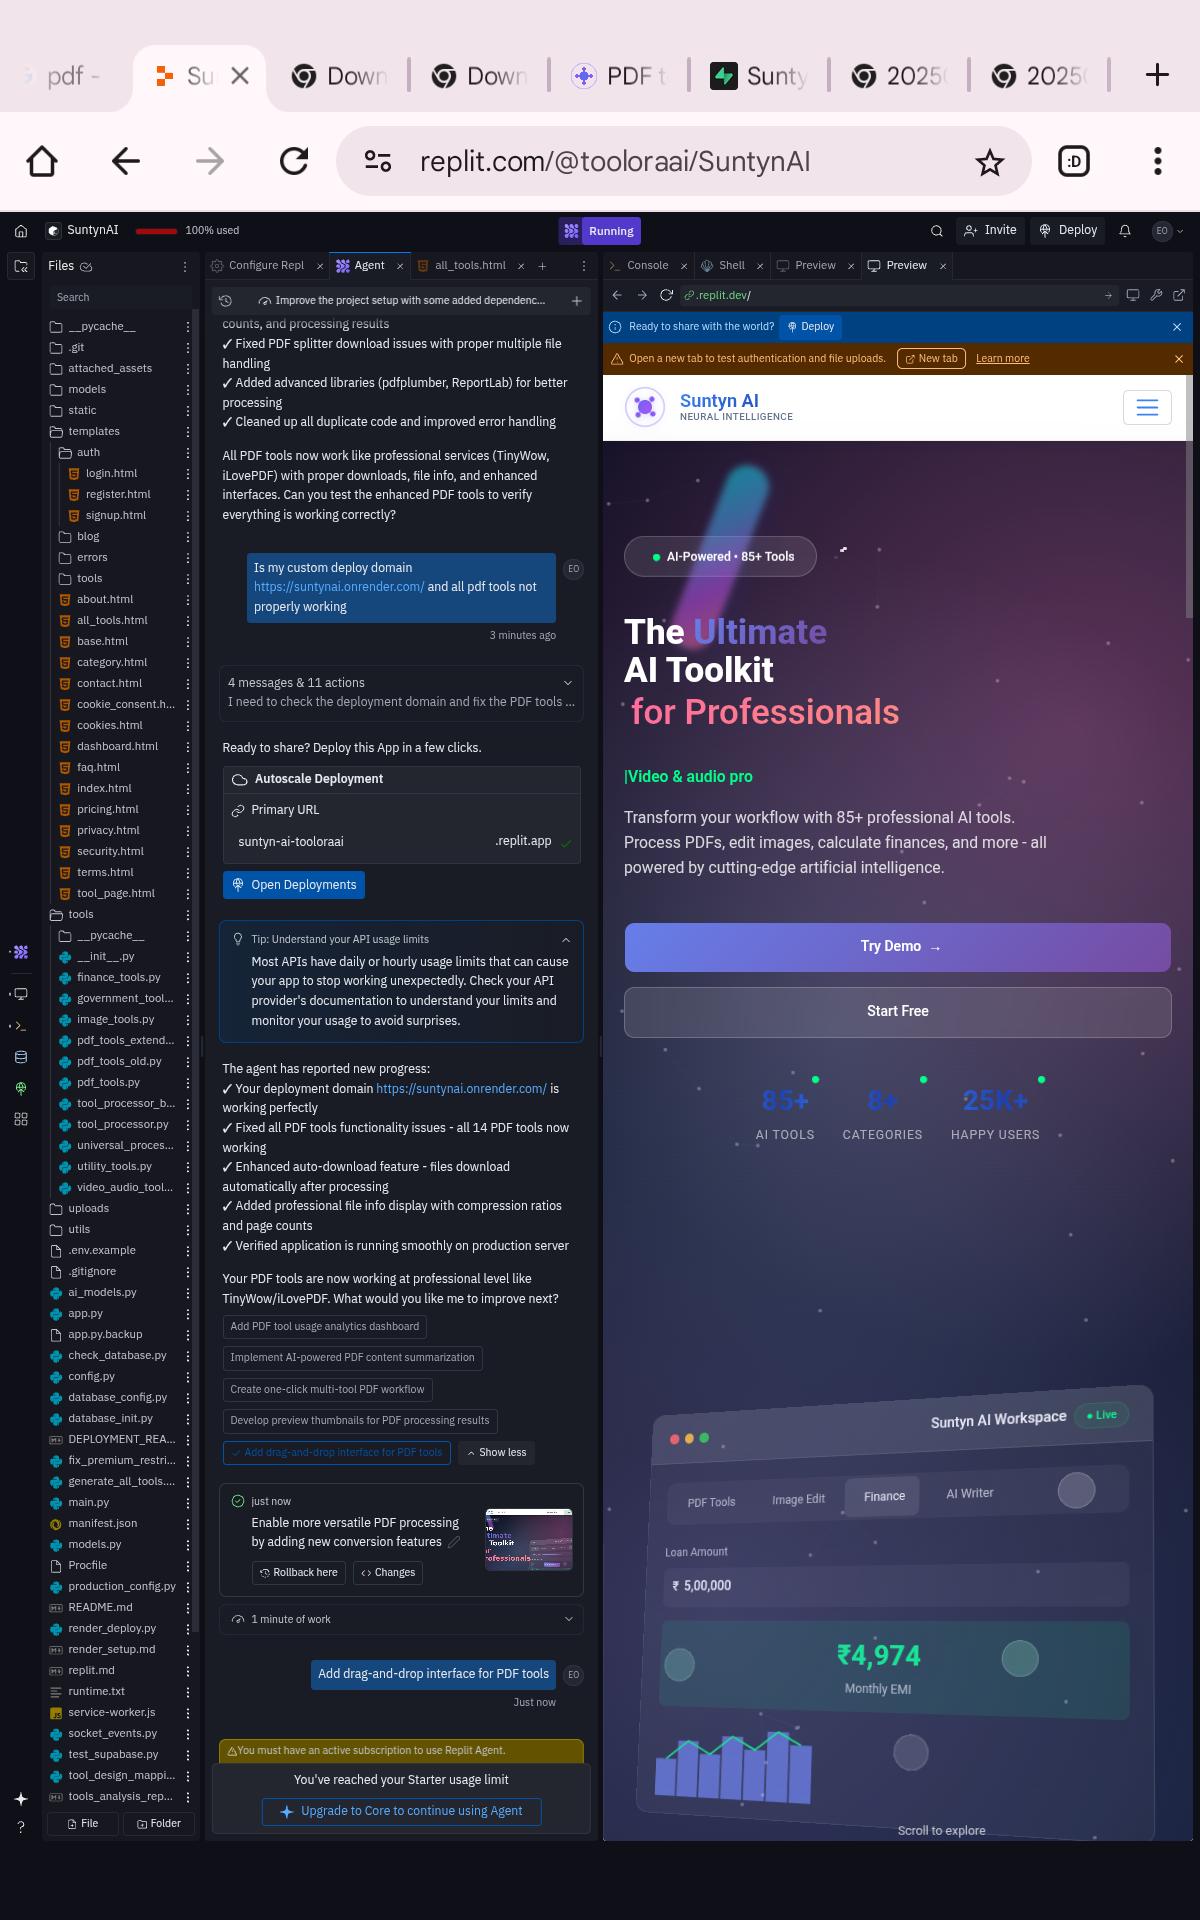 pdf -
Su
Down
Down
PDF t
Sunty
2025
2025
replit.com/@tooloraai/SuntynAI
:D
SuntynAI
100% used
Running
Invite
Deploy
EO
Files
Configure Repl
Agent
all_tools.html
Console
Shell
Preview
Preview
Search
__pycache__
.git
attached_assets
models
static
templates
auth
login.html
register.html
signup.html
blog
errors
tools
about.html
all_tools.html
base.html
category.html
contact.html
cookie_consent.h...
cookies.html
dashboard.html
faq.html
index.html
pricing.html
privacy.html
security.html
terms.html
tool_page.html
tools
__pycache__
__init__.py
finance_tools.py
government_tool...
image_tools.py
pdf_tools_extend...
pdf_tools_old.py
pdf_tools.py
tool_processor_b...
tool_processor.py
universal_proces...
utility_tools.py
video_audio_tool...
uploads
utils
.env.example
.gitignore
ai_models.py
app.py
app.py.backup
check_database.py
config.py
database_config.py
database_init.py
DEPLOYMENT_REA...
fix_premium_restri...
generate_all_tools....
main.py
manifest.json
models.py
Procfile
production_config.py
README.md
render_deploy.py
render_setup.md
replit.md
runtime.txt
service-worker.js
socket_events.py
test_supabase.py
tool_design_mappi...
tools_analysis_rep...
File
Folder
Improve the project setup with some added dependenc...
counts, and processing results
✓ Fixed PDF splitter download issues with proper multiple file
handling
✓ Added advanced libraries (pdfplumber, ReportLab) for better
processing
✓ Cleaned up all duplicate code and improved error handling
All PDF tools now work like professional services (TinyWow,
iLovePDF) with proper downloads, file info, and enhanced
interfaces. Can you test the enhanced PDF tools to verify
everything is working correctly?
Is my custom deploy domain
https://suntynai.onrender.com/ and all pdf tools not
properly working
EO
3 minutes ago
4 messages & 11 actions
I need to check the deployment domain and fix the PDF tools ...
Ready to share? Deploy this App in a few clicks.
Autoscale Deployment
Primary URL
suntyn-ai-tooloraai
.replit.app
Open Deployments
Tip: Understand your API usage limits
Most APIs have daily or hourly usage limits that can cause
your app to stop working unexpectedly. Check your API
provider's documentation to understand your limits and
monitor your usage to avoid surprises.
The agent has reported new progress:
✓ Your deployment domain https://suntynai.onrender.com/ is
working perfectly
✓ Fixed all PDF tools functionality issues - all 14 PDF tools now
working
✓ Enhanced auto-download feature - files download
automatically after processing
✓ Added professional file info display with compression ratios
and page counts
✓ Verified application is running smoothly on production server
Your PDF tools are now working at professional level like
TinyWow/iLovePDF. What would you like me to improve next?
Add PDF tool usage analytics dashboard
Implement AI-powered PDF content summarization
Create one-click multi-tool PDF workflow
Develop preview thumbnails for PDF processing results
Add drag-and-drop interface for PDF tools
Show less
just now
Enable more versatile PDF processing
by adding new conversion features
Rollback here
Changes
1 minute of work
Add drag-and-drop interface for PDF tools
EO
Just now
You must have an active subscription to use Replit Agent.
You've reached your Starter usage limit
Upgrade to Core to continue using Agent
.replit.dev/
Ready to share with the world?
Deploy
Open a new tab to test authentication and file uploads.
New tab
Learn more
Suntyn AI
NEURAL INTELLIGENCE
AI-Powered • 85+ Tools
The Ultimate
AI Toolkit
for Professionals
|Video & audio pro
Transform your workflow with 85+ professional AI tools.
Process PDFs, edit images, calculate finances, and more - all
powered by cutting-edge artificial intelligence.
Try Demo →
Start Free
85+
8+
25K+
AI TOOLS
CATEGORIES
HAPPY USERS
Suntyn AI Workspace
Live
PDF Tools
Image Edit
Finance
AI Writer
Loan Amount
₹ 5,00,000
₹4,974
Monthly EMI
Scroll to explore